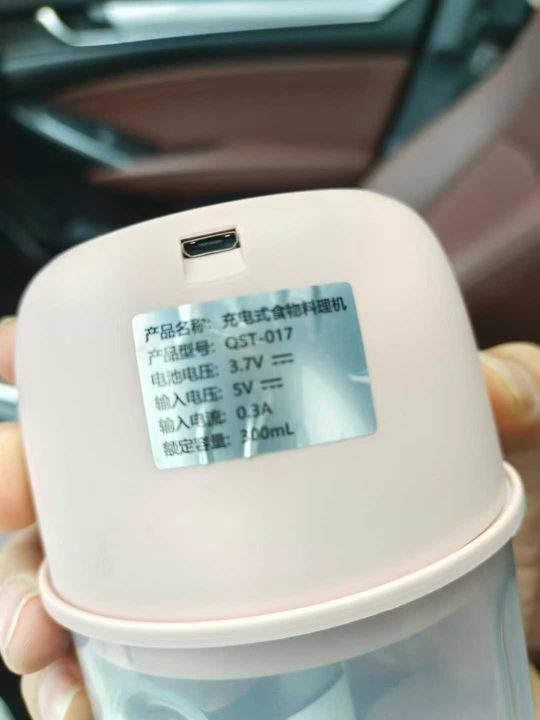 产品名称: 充电式食物料理机
产品型号: QST-017
电池电压: 3.7V ⎓
输入电压: 5V ⎓
输入电流: 0.3A
额定容量: 300mL